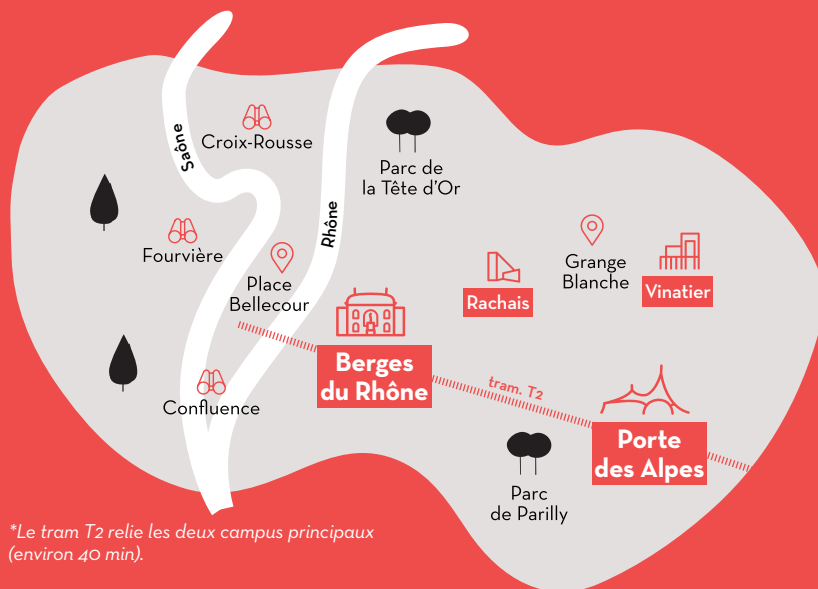 Saône
Croix-Rousse
Parc de
la Tête d'Or
Rhône
Fourvière
Place
Bellecour
Grange
Blanche
Vinatier
Rachais
Berges
du Rhône
tram. T2
Confluence
Porte
des Alpes
Parc
de Parilly
*Le tram T2 relie les deux campus principaux
(environ 40 min).